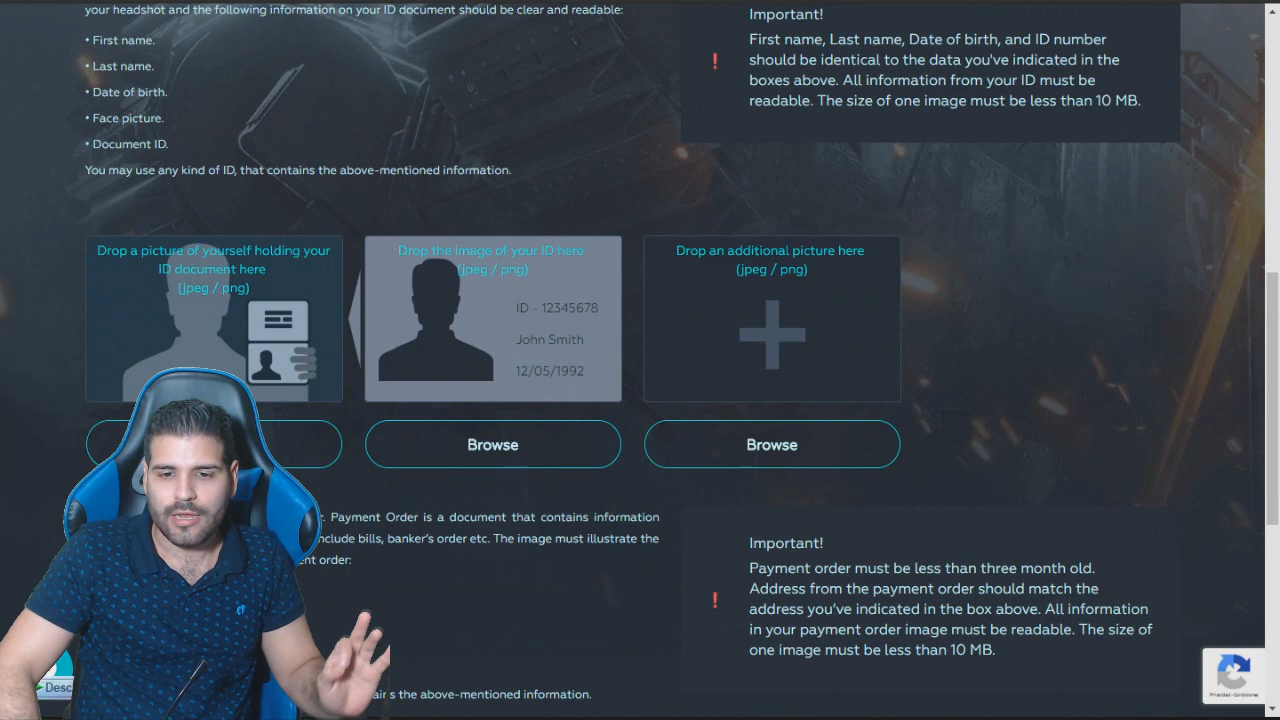 your headshot and the following information on your ID document should be clear and readable:
• First name.
• Last name.
• Date of birth.
• Face picture.
• Document ID.
You may use any kind of ID, that contains the above-mentioned information.
Important!
First name, Last name, Date of birth, and ID number
should be identical to the data you've indicated in the
boxes above. All information from your ID must be
readable. The size of one image must be less than 10 MB.
Drop a picture of yourself holding your
ID document here
(jpeg / png)
Drop the image of your ID here
(jpeg / png)
ID - 12345678
John Smith
12/05/1992
Drop an additional picture here
(jpeg / png)
Browse
Browse
r. Payment Order is a document that contains information
nclude bills, banker's order etc. The image must illustrate the
ent order:
Important!
Payment order must be less than three month old.
Address from the payment order should match the
address you've indicated in the box above. All information
in your payment order image must be readable. The size of
one image must be less than 10 MB.
Desc
s the above-mentioned information.
Privacidad - Condiciones